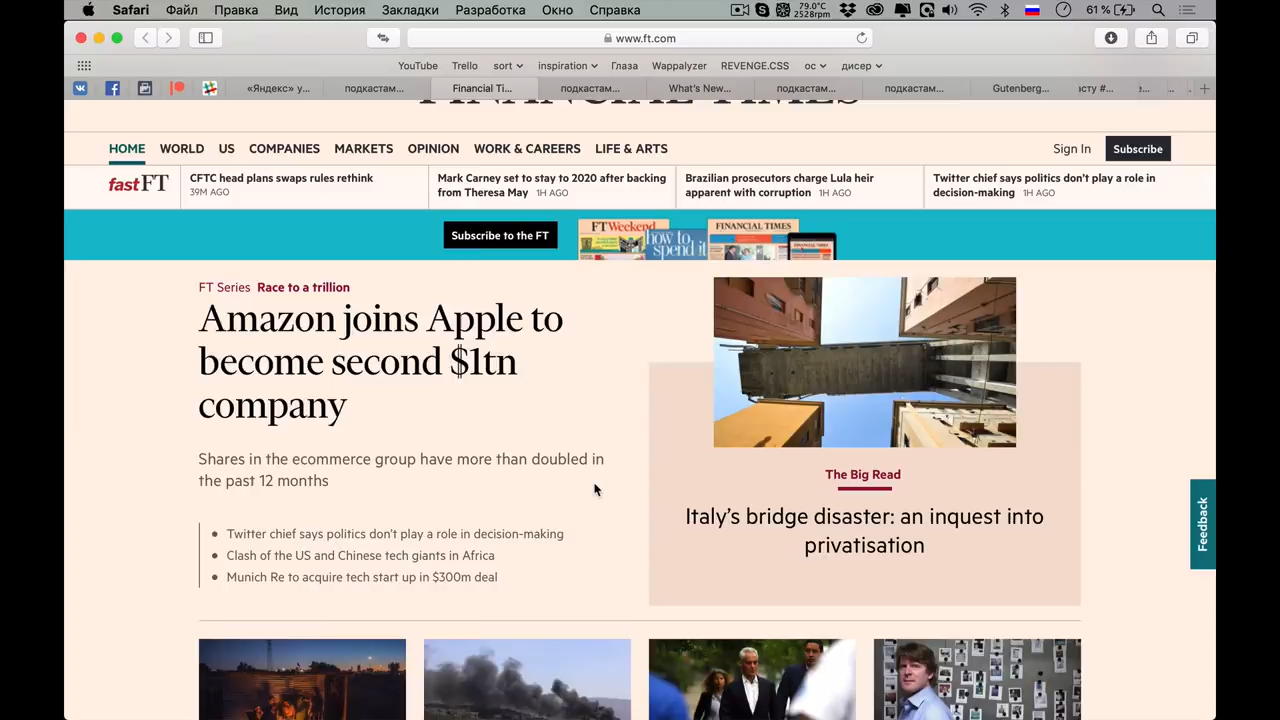 Safari Файл Правка Вид История Закладки Разработка Окно Справка 79.0°C 2528rpm 61 %
www.ft.com
YouTube Trello sort inspiration Глаза Wappalyzer REVENGE.CSS ос дисер
«Яндекс» у... подкастам... Financial Ti... подкастам... What's New... подкастам... подкастам... Gutenberg... асту #...
FINANCIAL TIMES
HOME WORLD US COMPANIES MARKETS OPINION WORK & CAREERS LIFE & ARTS Sign In Subscribe
fastFT
CFTC head plans swaps rules rethink
39M AGO
Mark Carney set to stay to 2020 after backing
from Theresa May 1H AGO
Brazilian prosecutors charge Lula heir
apparent with corruption 1H AGO
Twitter chief says politics don't play a role in
decision-making 1H AGO
Subscribe to the FT
FTWeekend
how to spend it
FINANCIAL TIMES
FT Series Race to a trillion
Amazon joins Apple to
become second $1tn
company
Shares in the ecommerce group have more than doubled in
the past 12 months
Twitter chief says politics don't play a role in decision-making
Clash of the US and Chinese tech giants in Africa
Munich Re to acquire tech start up in $300m deal
The Big Read
Italy's bridge disaster: an inquest into
privatisation
Feedback